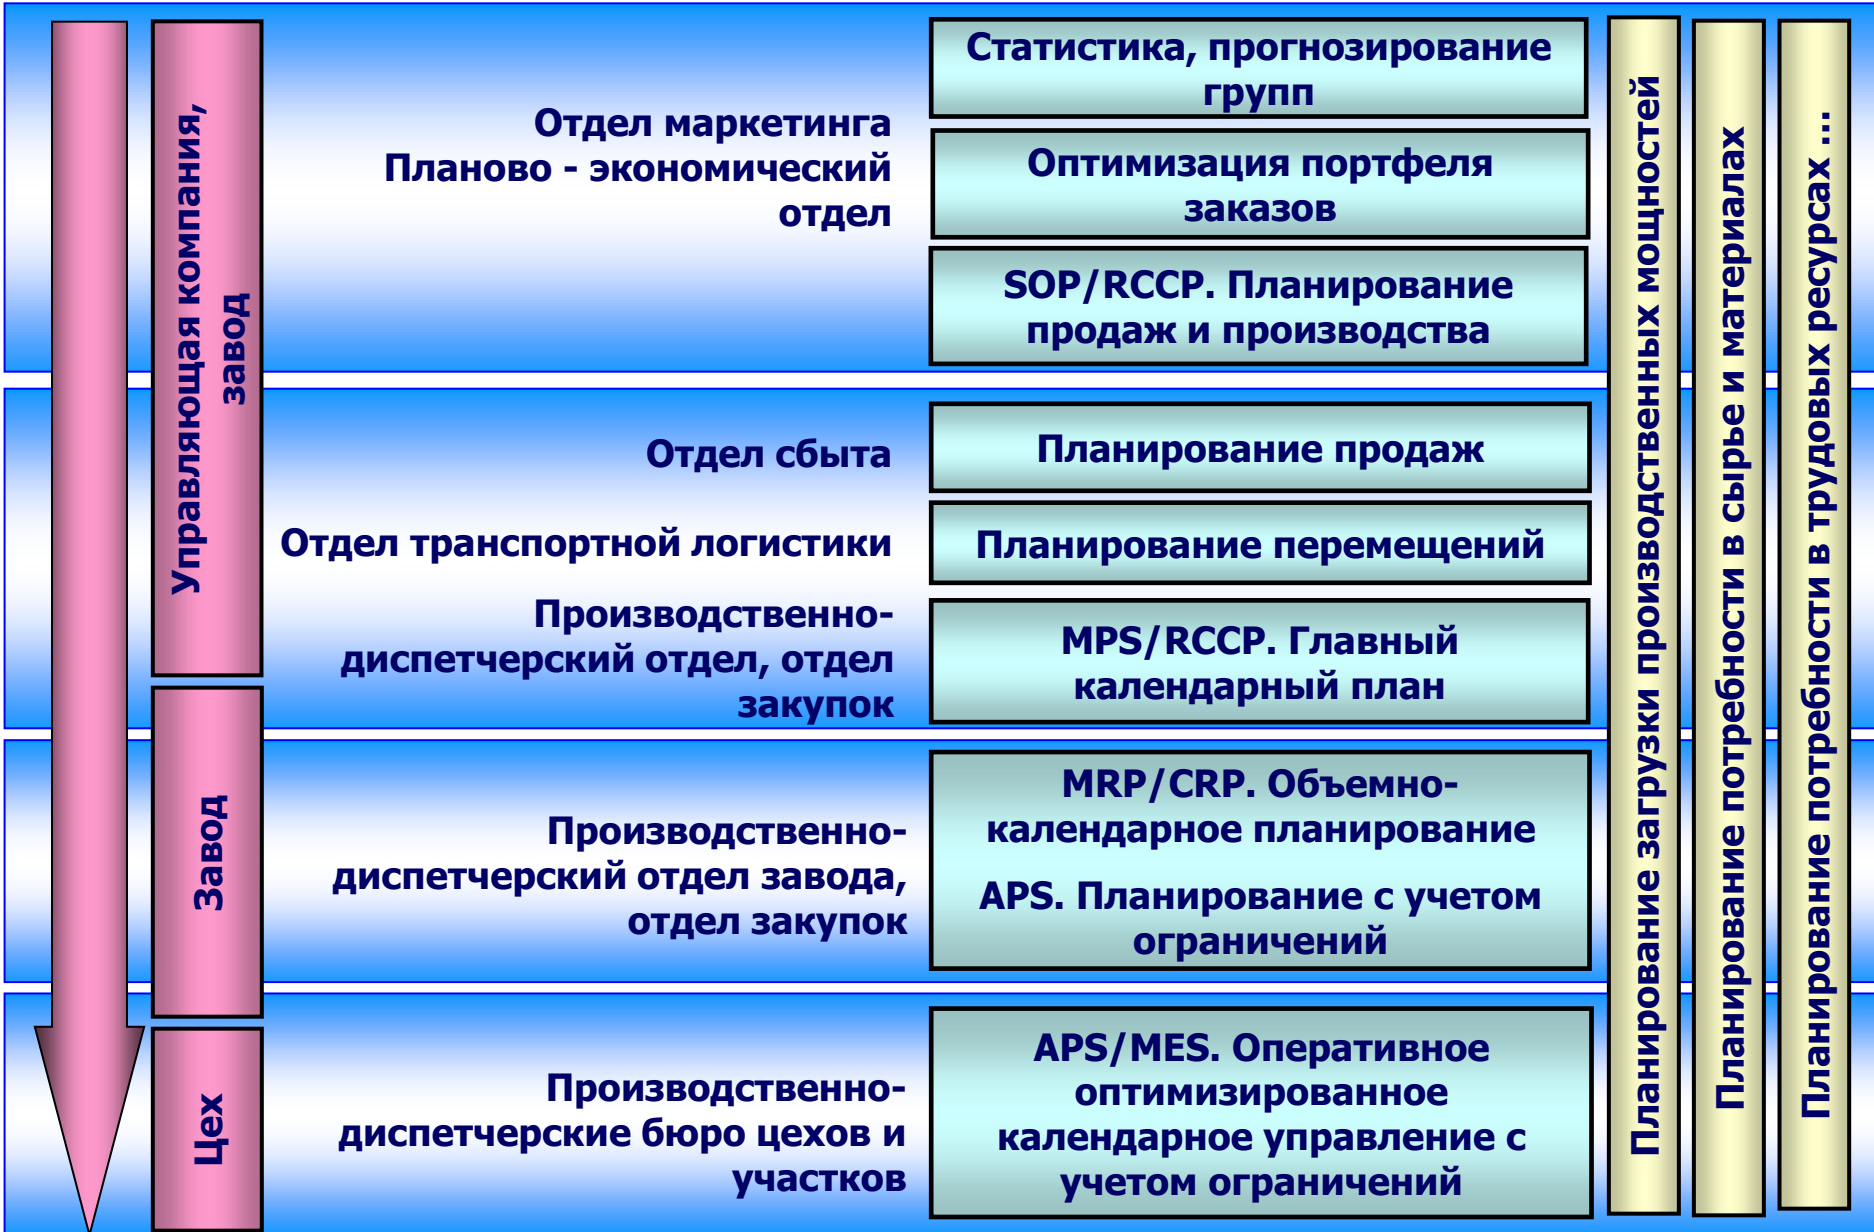 Управляющая компания,
завод
Отдел маркетинга
Планово - экономический
отдел
Статистика, прогнозирование
групп
Оптимизация портфеля
заказов
SOP/RCCP. Планирование
продаж и производства
Отдел сбыта
Планирование продаж
Отдел транспортной логистики
Планирование перемещений
Производственно-
диспетчерский отдел, отдел
закупок
MPS/RCCP. Главный
календарный план
Завод
Производственно-
диспетчерский отдел завода,
отдел закупок
MRP/CRP. Объемно-
календарное планирование
APS. Планирование с учетом
ограничений
Цех
Производственно-
диспетчерские бюро цехов и
участков
APS/MES. Оперативное
оптимизированное
календарное управление с
учетом ограничений
Планирование загрузки производственных мощностей
Планирование потребности в сырье и материалах
Планирование потребности в трудовых ресурсах ...